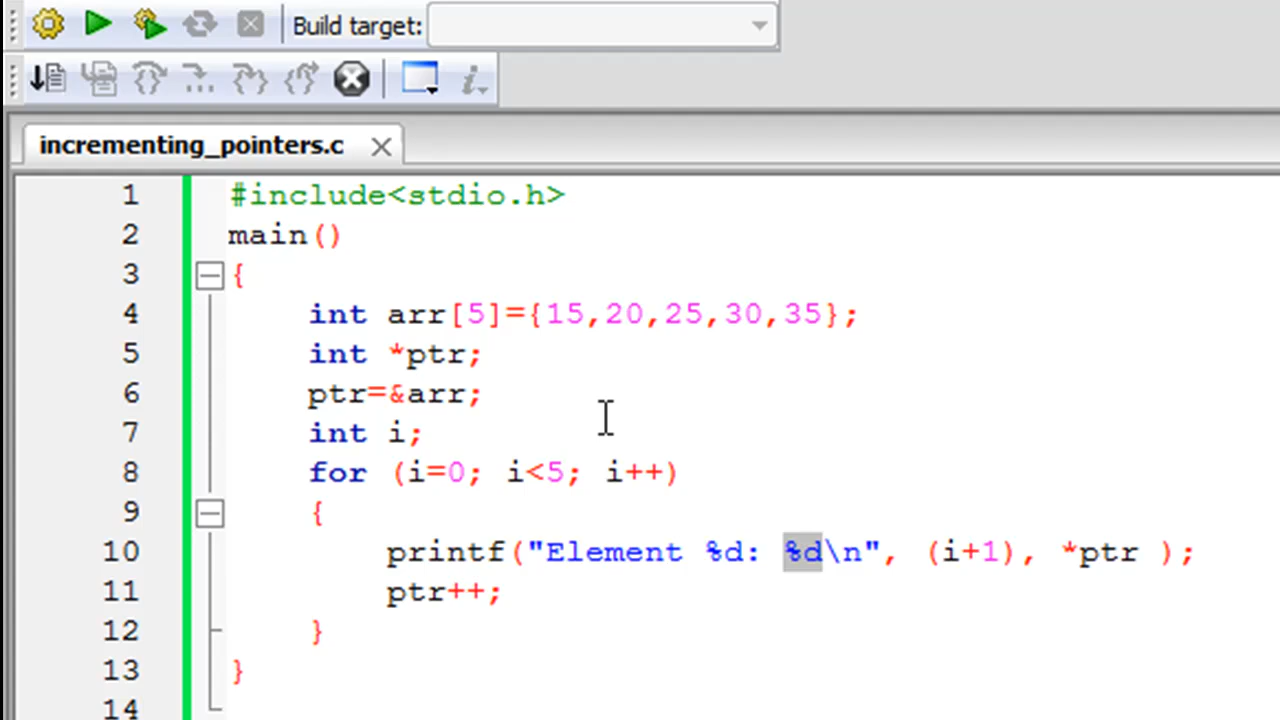 Build target:
incrementing_pointers.c
1 #include<stdio.h>
2 main()
3 {
4 int arr[5]={15,20,25,30,35};
5 int *ptr;
6 ptr=&arr;
7 int i;
8 for (i=0; i<5; i++)
9 {
10 printf("Element %d: %d\n", (i+1), *ptr );
11 ptr++;
12 }
13 }
14